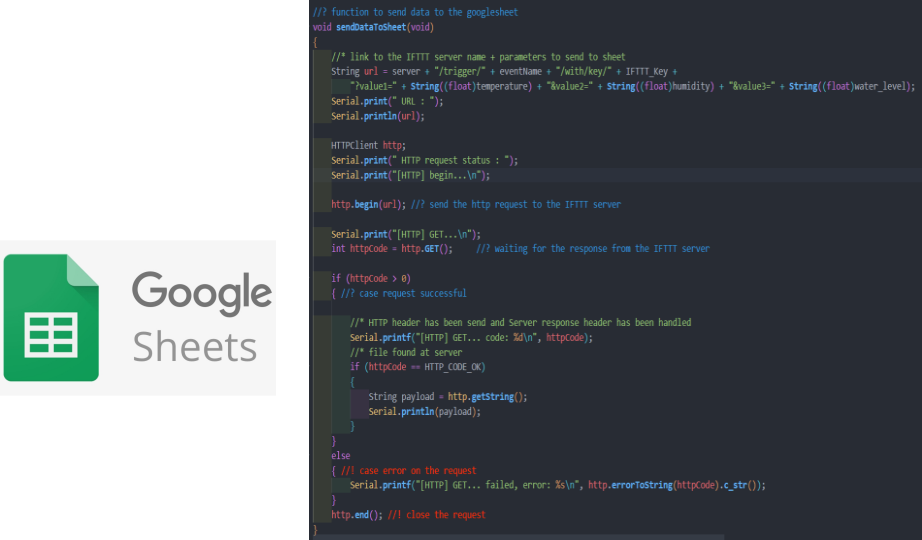 Google
Sheets
//? function to send data to the googlesheet
void sendDataToSheet(void)
{
//* link to the IFTTT server name + parameters to send to sheet
String url = server + "/trigger/" + eventName + "/with/key/" + IFTTT_Key +
"?value1=" + String((float)temperature) + "&value2=" + String((float)humidity) + "&value3=" + String((float)water_level);
Serial.print(" URL : ");
Serial.println(url);
HTTPClient http;
Serial.print(" HTTP request status : ");
Serial.print("[HTTP] begin...\n");
http.begin(url); //? send the http request to the IFTTT server
Serial.print("[HTTP] GET...\n");
int httpCode = http.GET(); //? waiting for the response from the IFTTT server
if (httpCode > 0)
{ //? case request successful
//* HTTP header has been send and Server response header has been handled
Serial.printf("[HTTP] GET... code: %d\n", httpCode);
//* file found at server
if (httpCode == HTTP_CODE_OK)
{
String payload = http.getString();
Serial.println(payload);
}
}
else
{ //! case error on the request
Serial.printf("[HTTP] GET... failed, error: %s\n", http.errorToString(httpCode).c_str());
}
http.end(); //! close the request
}